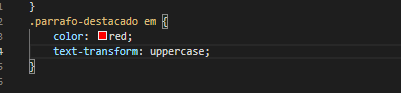 }
.parrafo-destacado em {
color: red;
text-transform: uppercase;
}